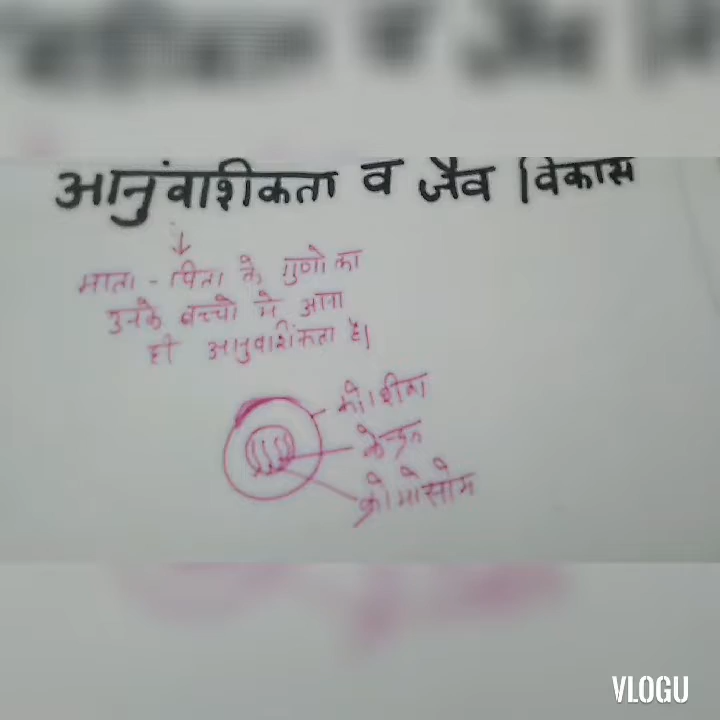 आनुंवाशिकता व जैव विकास
माता - पिता के गुणो का
उनके बच्चो मे आना
ही आनुवाशिंकता है।
कोशिका
केन्द्रक
क्रोमोसोम
VLOGU